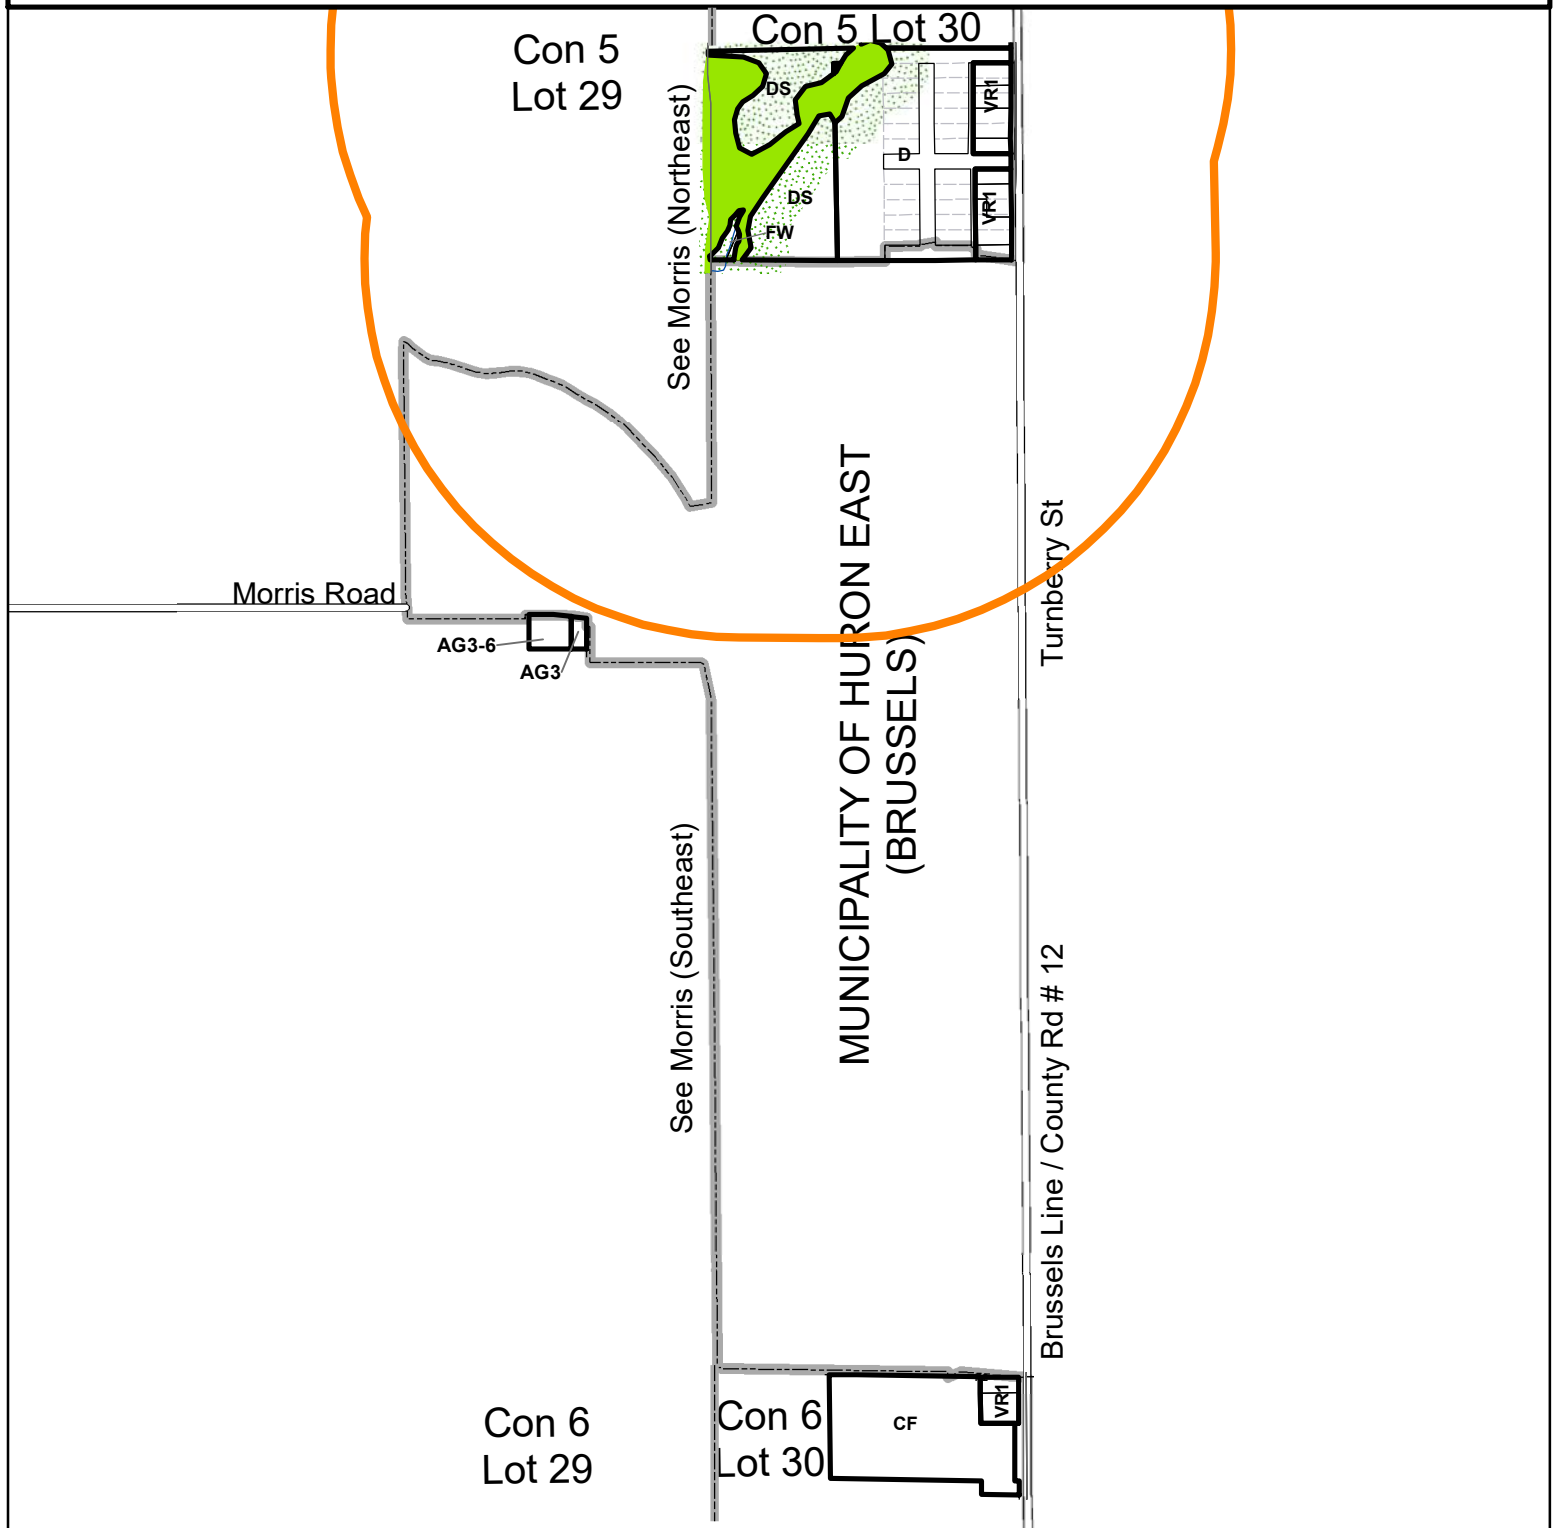 Con 5 Lot 30
Con 5
Lot 29
DS
VR1
See Morris (Northeast)
D
DS
VR1
FW
MUNICIPALITY OF HURON EAST
(BRUSSELS)
Turnberry St
Morris Road
AG3-6
AG3
See Morris (Southeast)
Brussels Line / County Rd # 12
VR1
Con 6
Lot 29
Con 6
Lot 30
CF